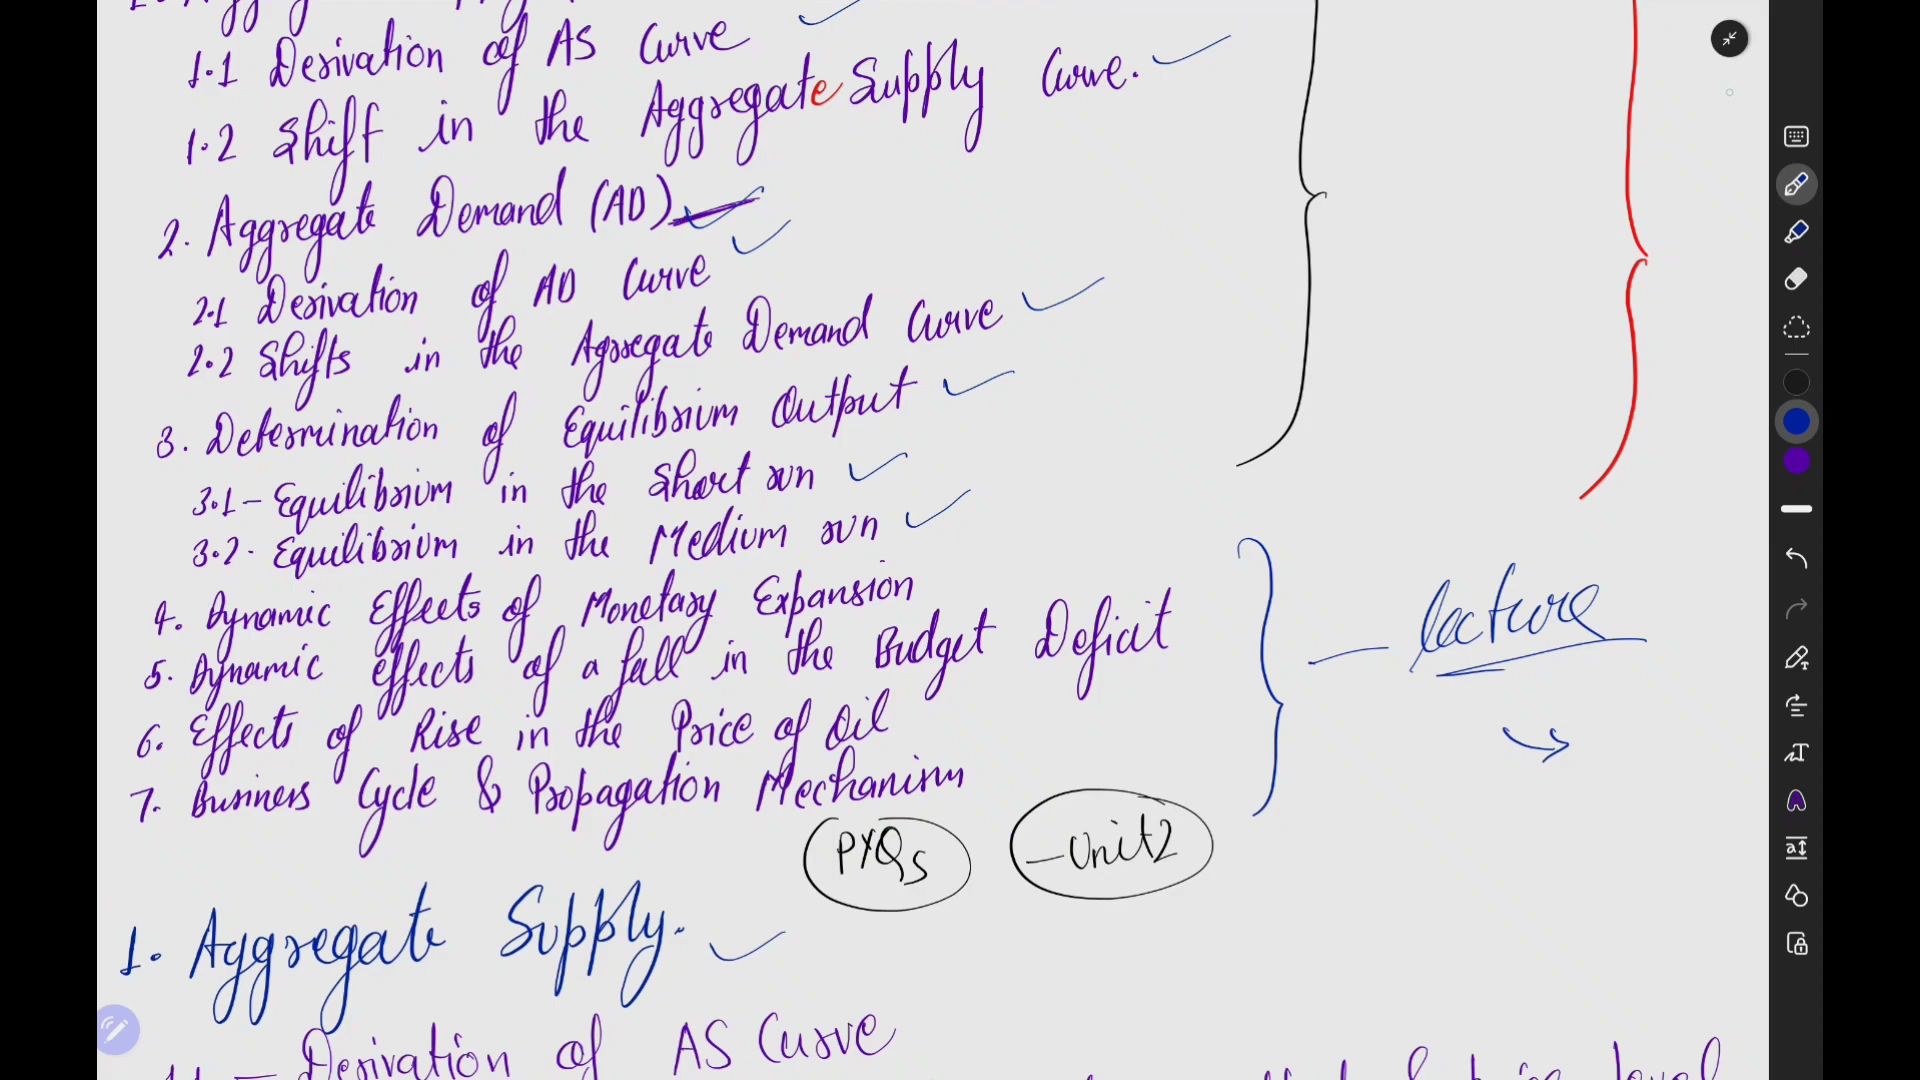 1.1 Derivation of AS Curve
1.2 Shift in the Aggregate Supply Curve.
2. Aggregate Demand (AD)
2.1 Derivation of AD Curve
2.2 Shifts in the Aggregate Demand Curve
3. Determination of Equilibrium Output
3.1 - Equilibrium in the Short run
3.2. Equilibrium in the Medium run
4. Dynamic Effects of Monetary Expansion
5. Dynamic effects of a fall in the Budget Deficit
— lecture
6. Effects of Rise in the Price of Oil
7. Business Cycle & Propagation Mechanism
PYQs — Unit 2
1. Aggregate Supply.
— Derivation of AS Curve
price level